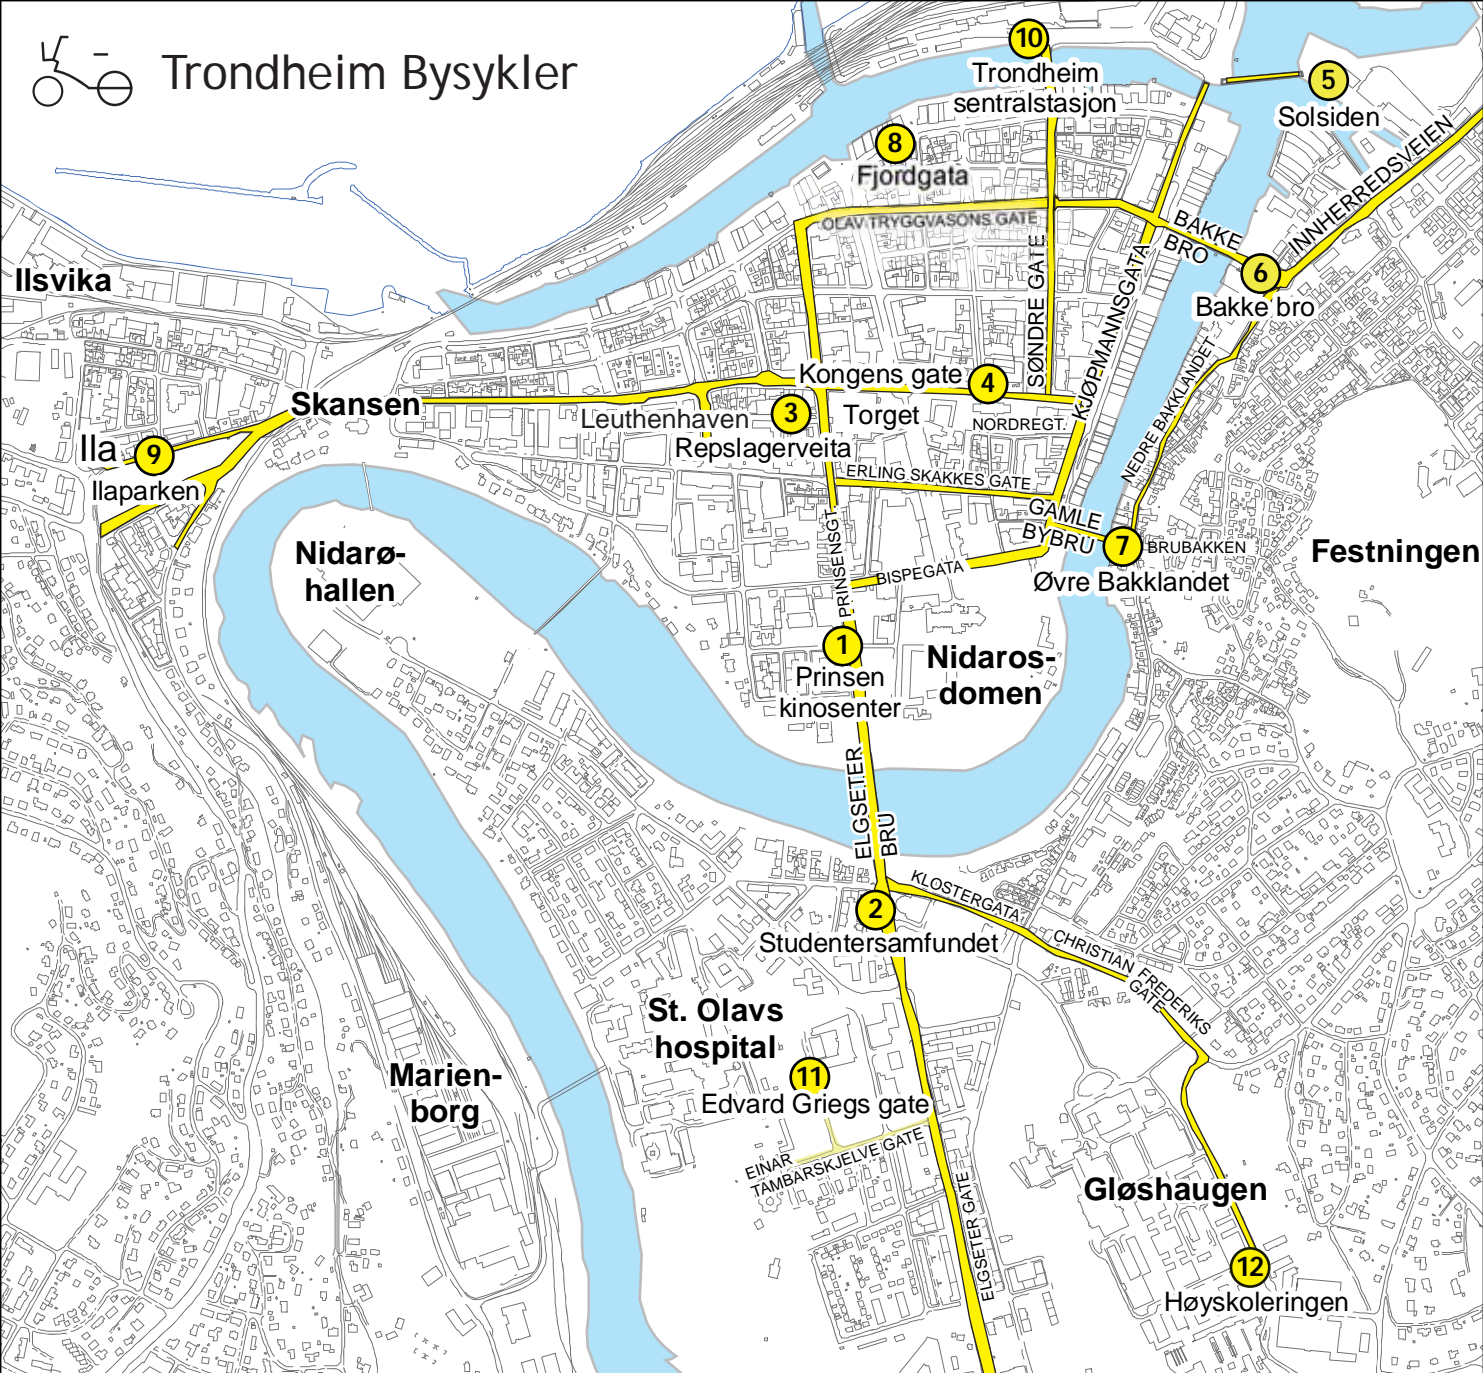 Trondheim Bysykler
10
Trondheim
sentralstasjon
5
Solsiden
8
Fjordgata
OLAV TRYGGVASONS GATE
BAKKE
BRO
INNHERREDSVEIEN
6
Bakke bro
Ilsvika
SØNDRE GATE
KJØPMANNSGATA
NEDRE BAKKLANDET
Kongens gate
4
Skansen
Leuthenhaven
3
Torget
NORDREGT.
Repslagerveita
Ila
9
Ilaparken
ERLING SKAKKES GATE
GAMLE
BYBRU
7
BRUBAKKEN
Øvre Bakklandet
Festningen
Nidarø-
hallen
PRINSENSGT
BISPEGATA
1
Prinsen
kinosenter
Nidaros-
domen
ELGSETER
BRU
2
Studentersamfundet
KLOSTERGATA
CHRISTIAN FREDERIKS
GATE
St. Olavs
hospital
11
Edvard Griegs gate
EINAR
TAMBARSKJELVE GATE
Marien-
borg
ELGSETER GATE
Gløshaugen
12
Høyskoleringen